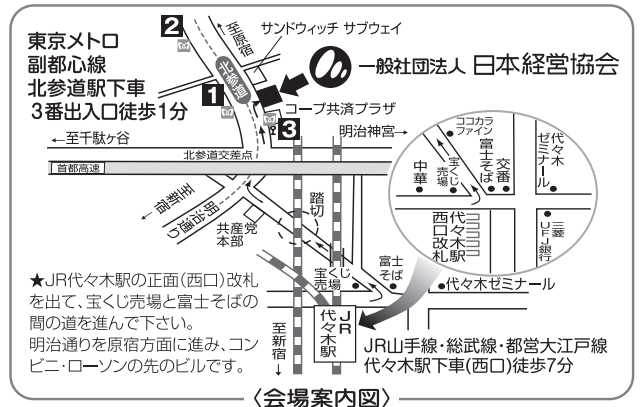 東京メトロ
副都心線
北参道駅下車
3番出入口徒歩1分
2
至原宿
サンドウィッチ サブウェイ
北参道
一般社団法人 日本経営協会
1
コープ共済プラザ
3
明治神宮→
←至千駄ヶ谷
北参道交差点
首都高速
至新宿
明治通り
共産党
本部
踏切
ココカラ
ファイン
宝くじ
売場
富士そば
交番
代々木
ゼミナール
中華
代々木駅
西口改札
三菱
UFJ銀行
★JR代々木駅の正面(西口)改札
を出て、宝くじ売場と富士そばの
間の道を進んで下さい。
明治通りを原宿方面に進み、コン
ビニ・ローソンの先のビルです。
宝くじ
売場
富士
そば
代々木ゼミナール
至新宿
JR
代々木駅
JR山手線・総武線・都営大江戸線
代々木駅下車(西口)徒歩7分
〈会場案内図〉